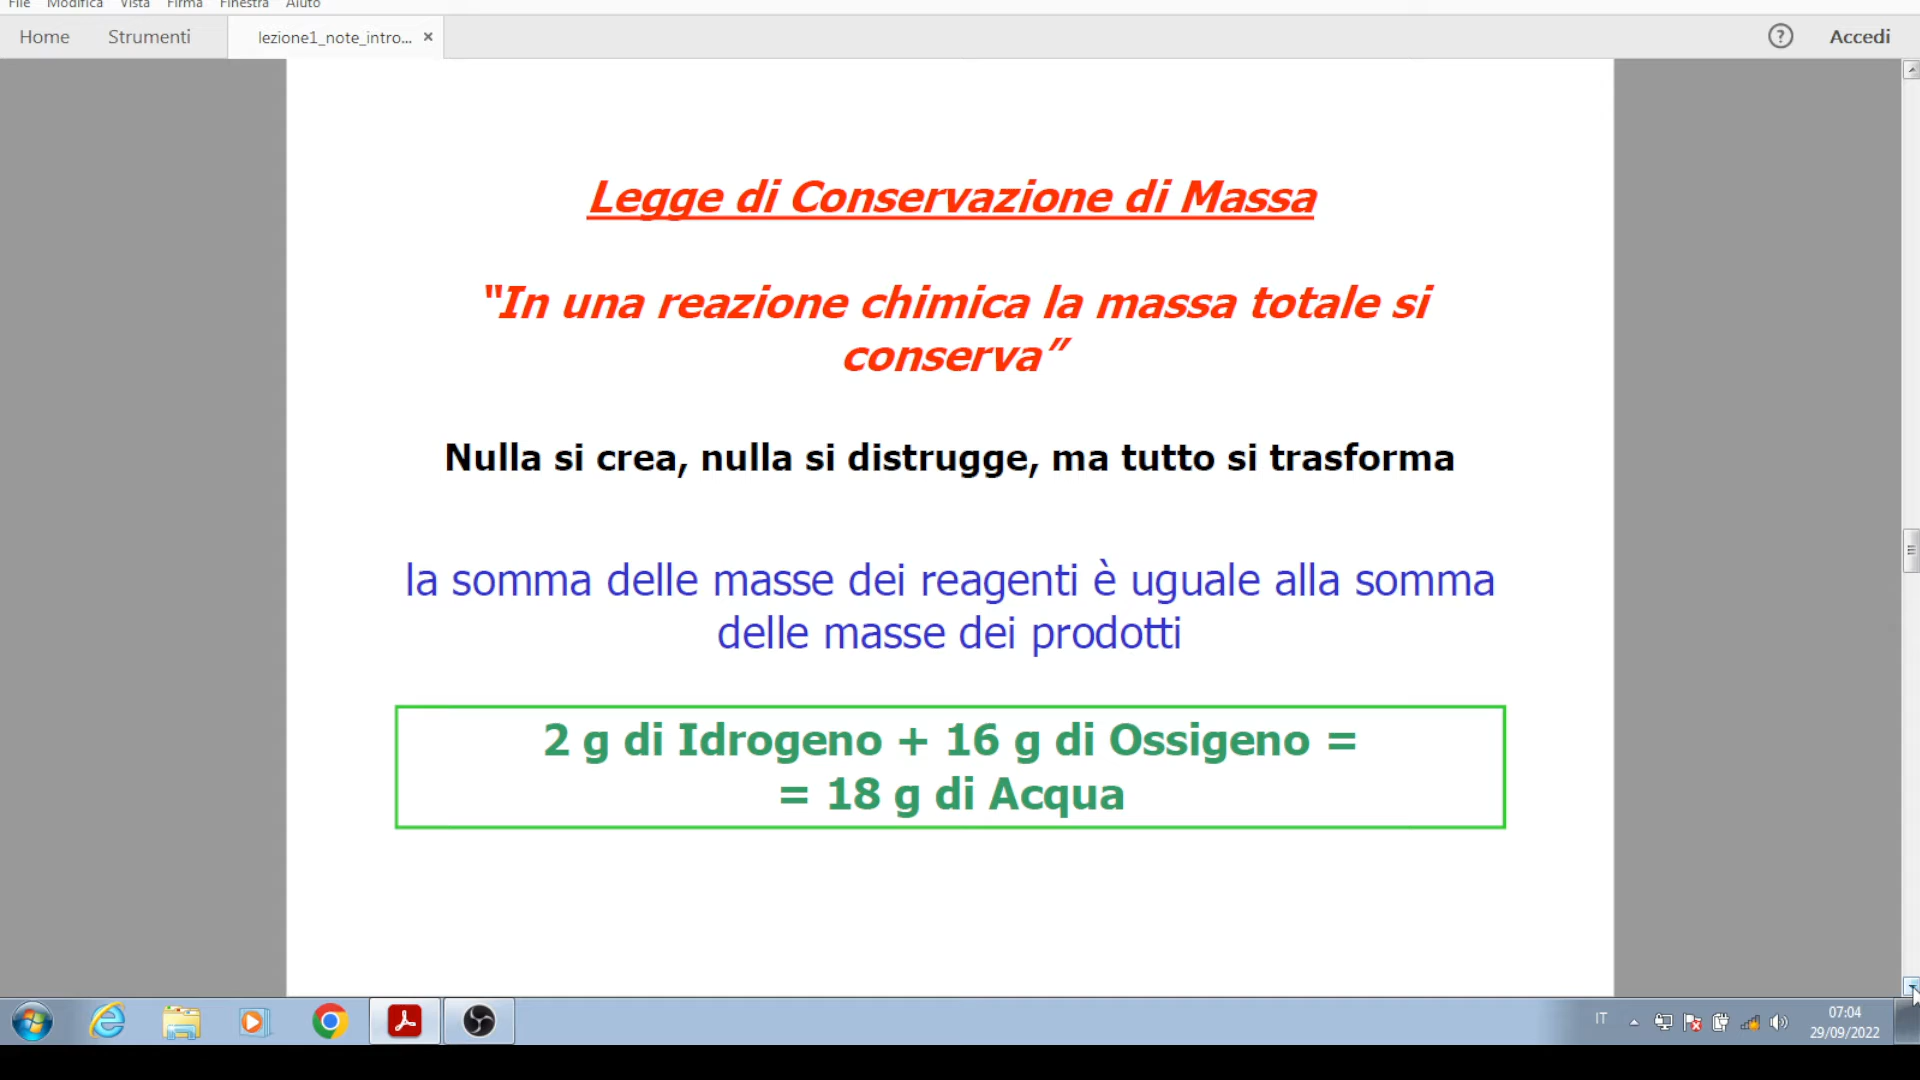 File Modifica Vista Firma Finestra Aiuto
Home Strumenti lezione1_note_intro... × ? Accedi
Legge di Conservazione di Massa
"In una reazione chimica la massa totale si
conserva”
Nulla si crea, nulla si distrugge, ma tutto si trasforma
la somma delle masse dei reagenti è uguale alla somma
delle masse dei prodotti
2 g di Idrogeno + 16 g di Ossigeno =
= 18 g di Acqua
IT
07:04
29/09/2022